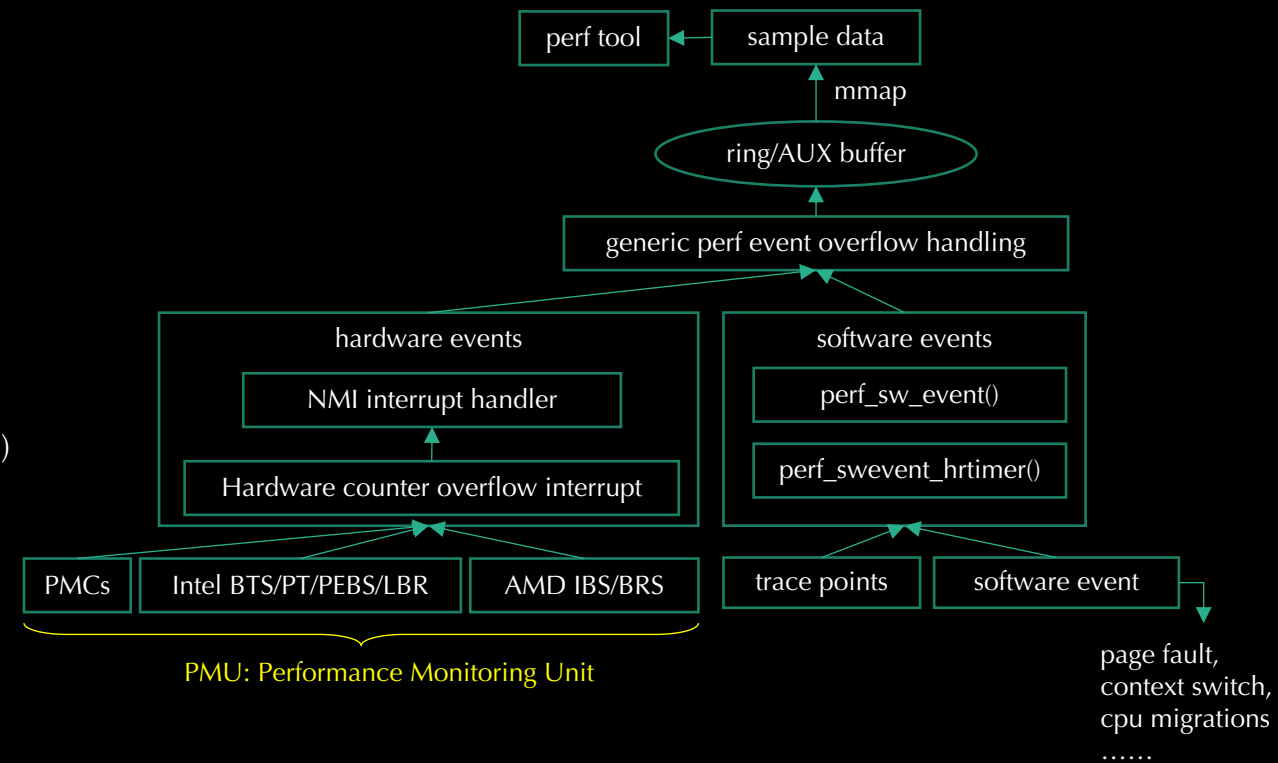 perf tool
sample data
mmap
ring/AUX buffer
generic perf event overflow handling
hardware events
software events
NMI interrupt handler
perf_sw_event()
)
Hardware counter overflow interrupt
perf_swevent_hrtimer()
PMCs
Intel BTS/PT/PEBS/LBR
AMD IBS/BRS
trace points
software event
PMU: Performance Monitoring Unit
page fault,
context switch,
cpu migrations
……